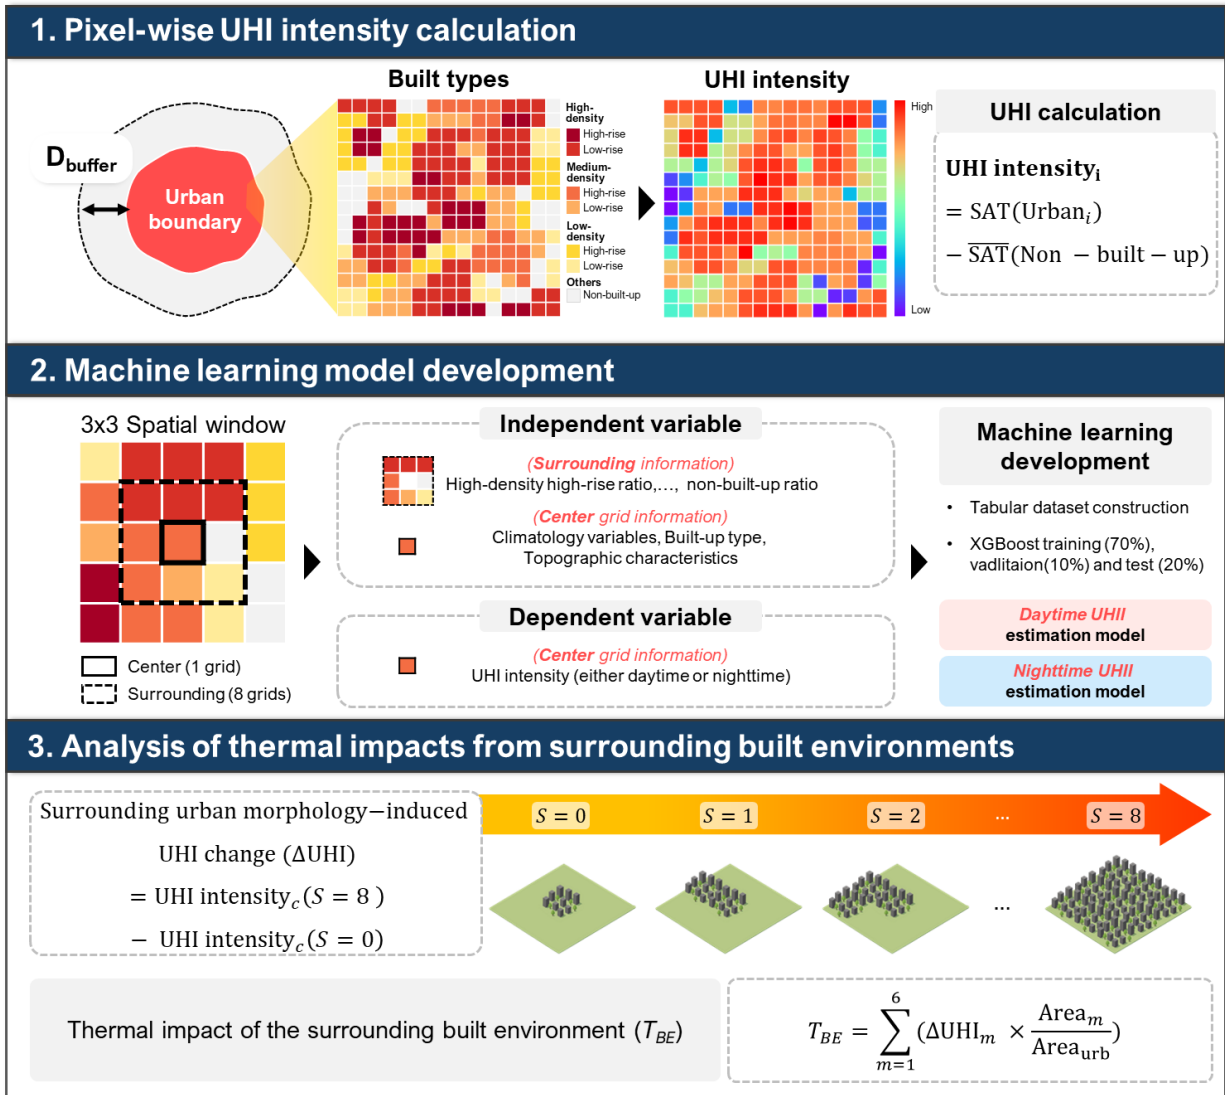 1. Pixel-wise UHI intensity calculation
D_buffer
Urban
boundary
Built types
High-
density
High-rise
Low-rise
Medium-
density
High-rise
Low-rise
Low-
density
High-rise
Low-rise
Others
Non-built-up
UHI intensity
High
Low
UHI calculation
UHI intensity_i
= SAT(Urban_i)
− \overline{SAT}(Non − built − up)
2. Machine learning model development
3x3 Spatial window
Center (1 grid)
Surrounding (8 grids)
Independent variable
(Surrounding information)
High-density high-rise ratio,…, non-built-up ratio
(Center grid information)
Climatology variables, Built-up type,
Topographic characteristics
Dependent variable
(Center grid information)
UHI intensity (either daytime or nighttime)
Machine learning
development
• Tabular dataset construction
• XGBoost training (70%),
vadlitaion(10%) and test (20%)
Daytime UHII
estimation model
Nighttime UHII
estimation model
3. Analysis of thermal impacts from surrounding built environments
Surrounding urban morphology−induced
UHI change (ΔUHI)
= UHI intensity_c(S = 8 )
− UHI intensity_c(S = 0)
S = 0
S = 1
S = 2
...
S = 8
...
Thermal impact of the surrounding built environment (T_BE)
T_BE = \sum_{m=1}^{6} (ΔUHI_m × \frac{Area_m}{Area_urb})